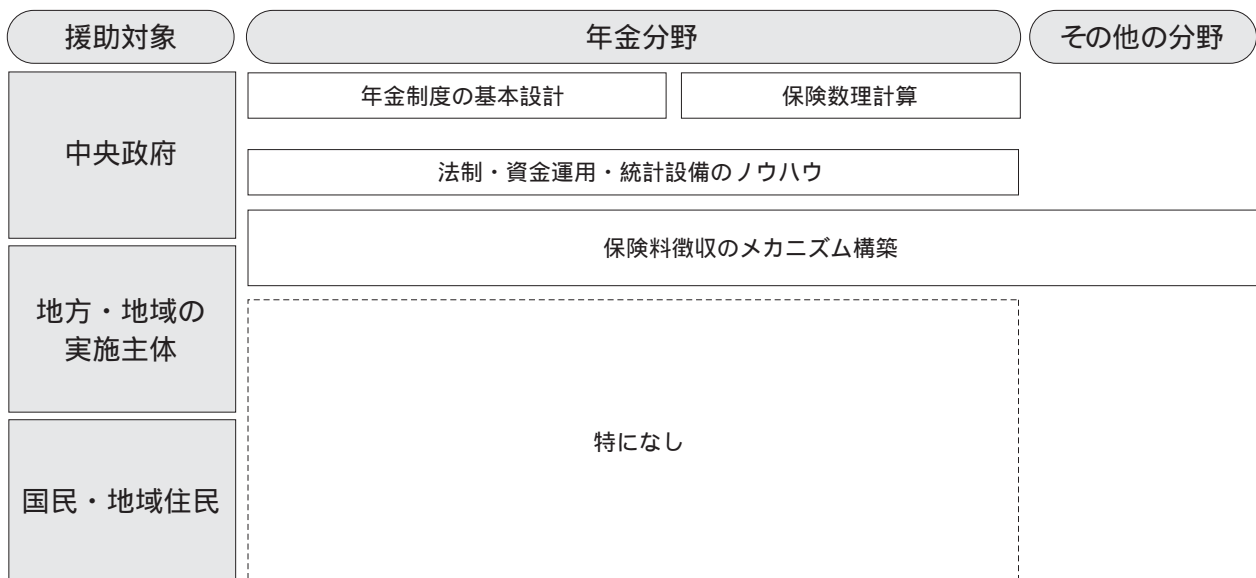 援助対象
年金分野
その他の分野
中央政府
年金制度の基本設計
保険数理計算
法制・資金運用・統計設備のノウハウ
保険料徴収のメカニズム構築
地方・地域の
実施主体
特になし
国民・地域住民